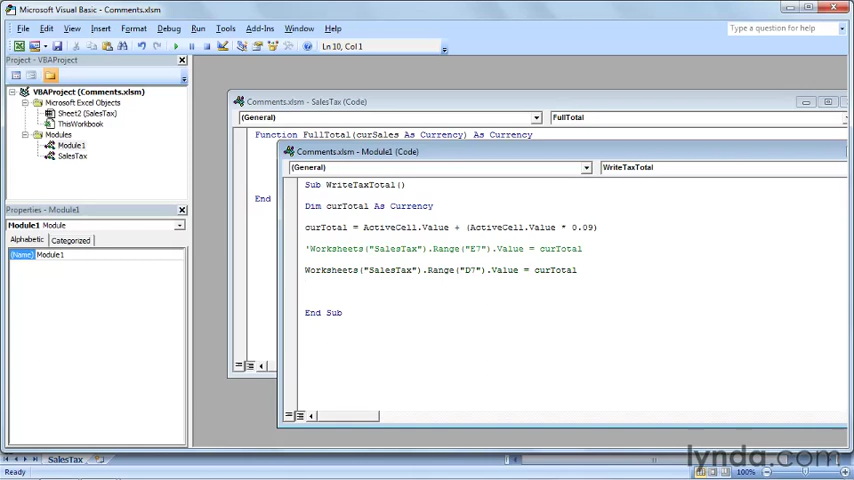 Microsoft Visual Basic - Comments.xlsm
File Edit View Insert Format Debug Run Tools Add-Ins Window Help
Type a question for help
Ln 10, Col 1
Project - VBAProject
VBAProject (Comments.xlsm)
Microsoft Excel Objects
Sheet2 (SalesTax)
ThisWorkbook
Modules
Module1
SalesTax
Properties - Module1
Module1 Module
Alphabetic Categorized
(Name) Module1
Comments.xlsm - SalesTax (Code)
(General) FullTotal
Function FullTotal(curSales As Currency) As Currency
End
Comments.xlsm - Module1 (Code)
(General) WriteTaxTotal
Sub WriteTaxTotal()
Dim curTotal As Currency
curTotal = ActiveCell.Value + (ActiveCell.Value * 0.09)
'Worksheets("SalesTax").Range("E7").Value = curTotal
Worksheets("SalesTax").Range("D7").Value = curTotal
End Sub
SalesTax
Ready
100%
lynda.com